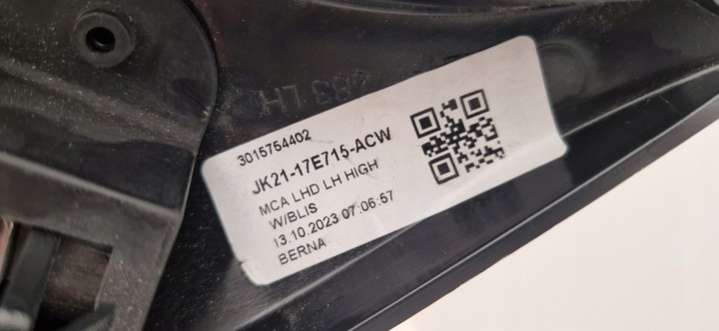 3015754402
JK21-17E715-ACW
MCA LHD LH HIGH
W/BLIS
13.10.2023 07:06:57
BERNA